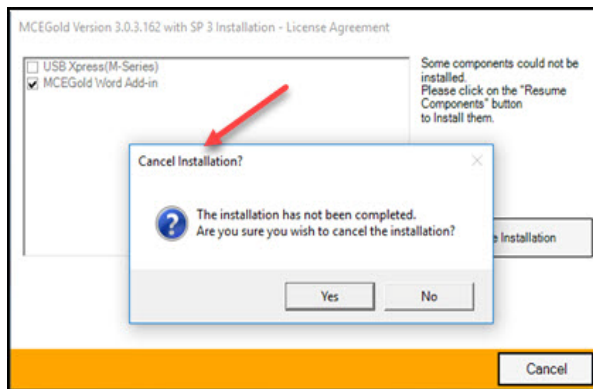 MCEGold Version 3.0.3.162 with SP 3 Installation - License Agreement
USB Xpress(M-Series)
MCEGold Word Add-in
Some components could not be
installed.
Please click on the "Resume
Components" button
to Install them.
Cancel Installation?
The installation has not been completed.
Are you sure you wish to cancel the installation?
Yes
No
e Installation
Cancel